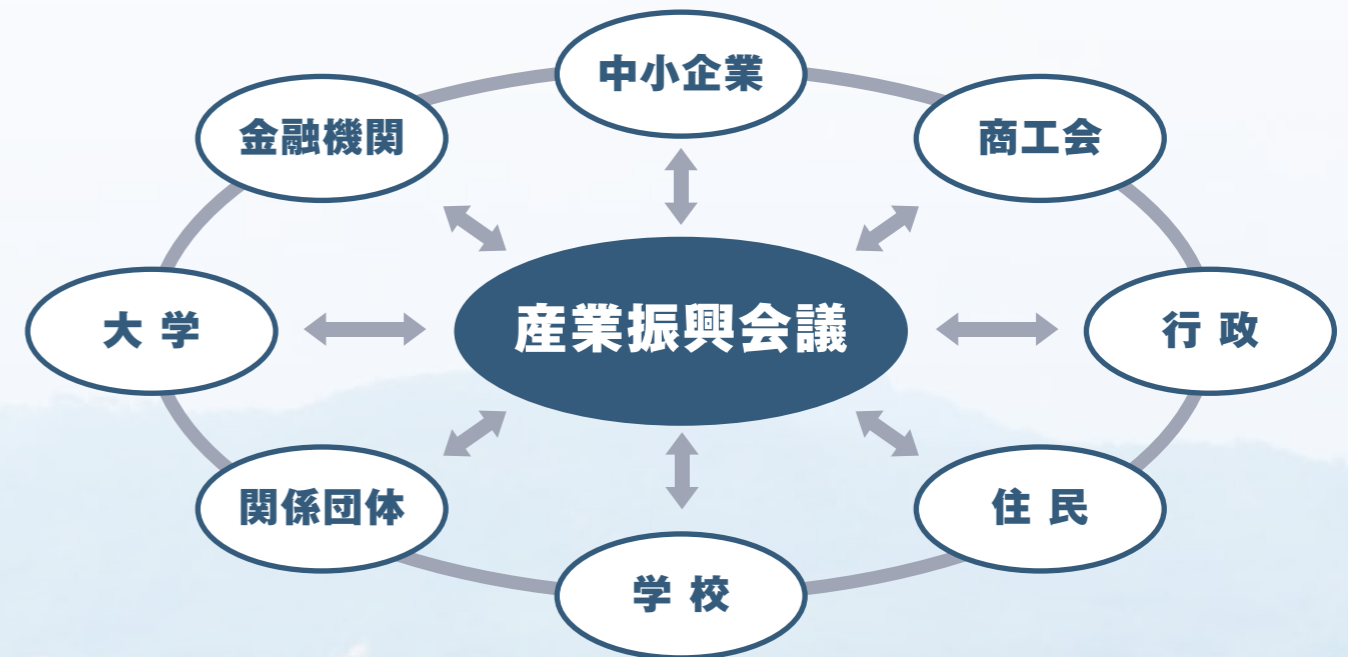 中小企業
金融機関
商工会
産業振興会議
大学
行政
関係団体
住民
学校